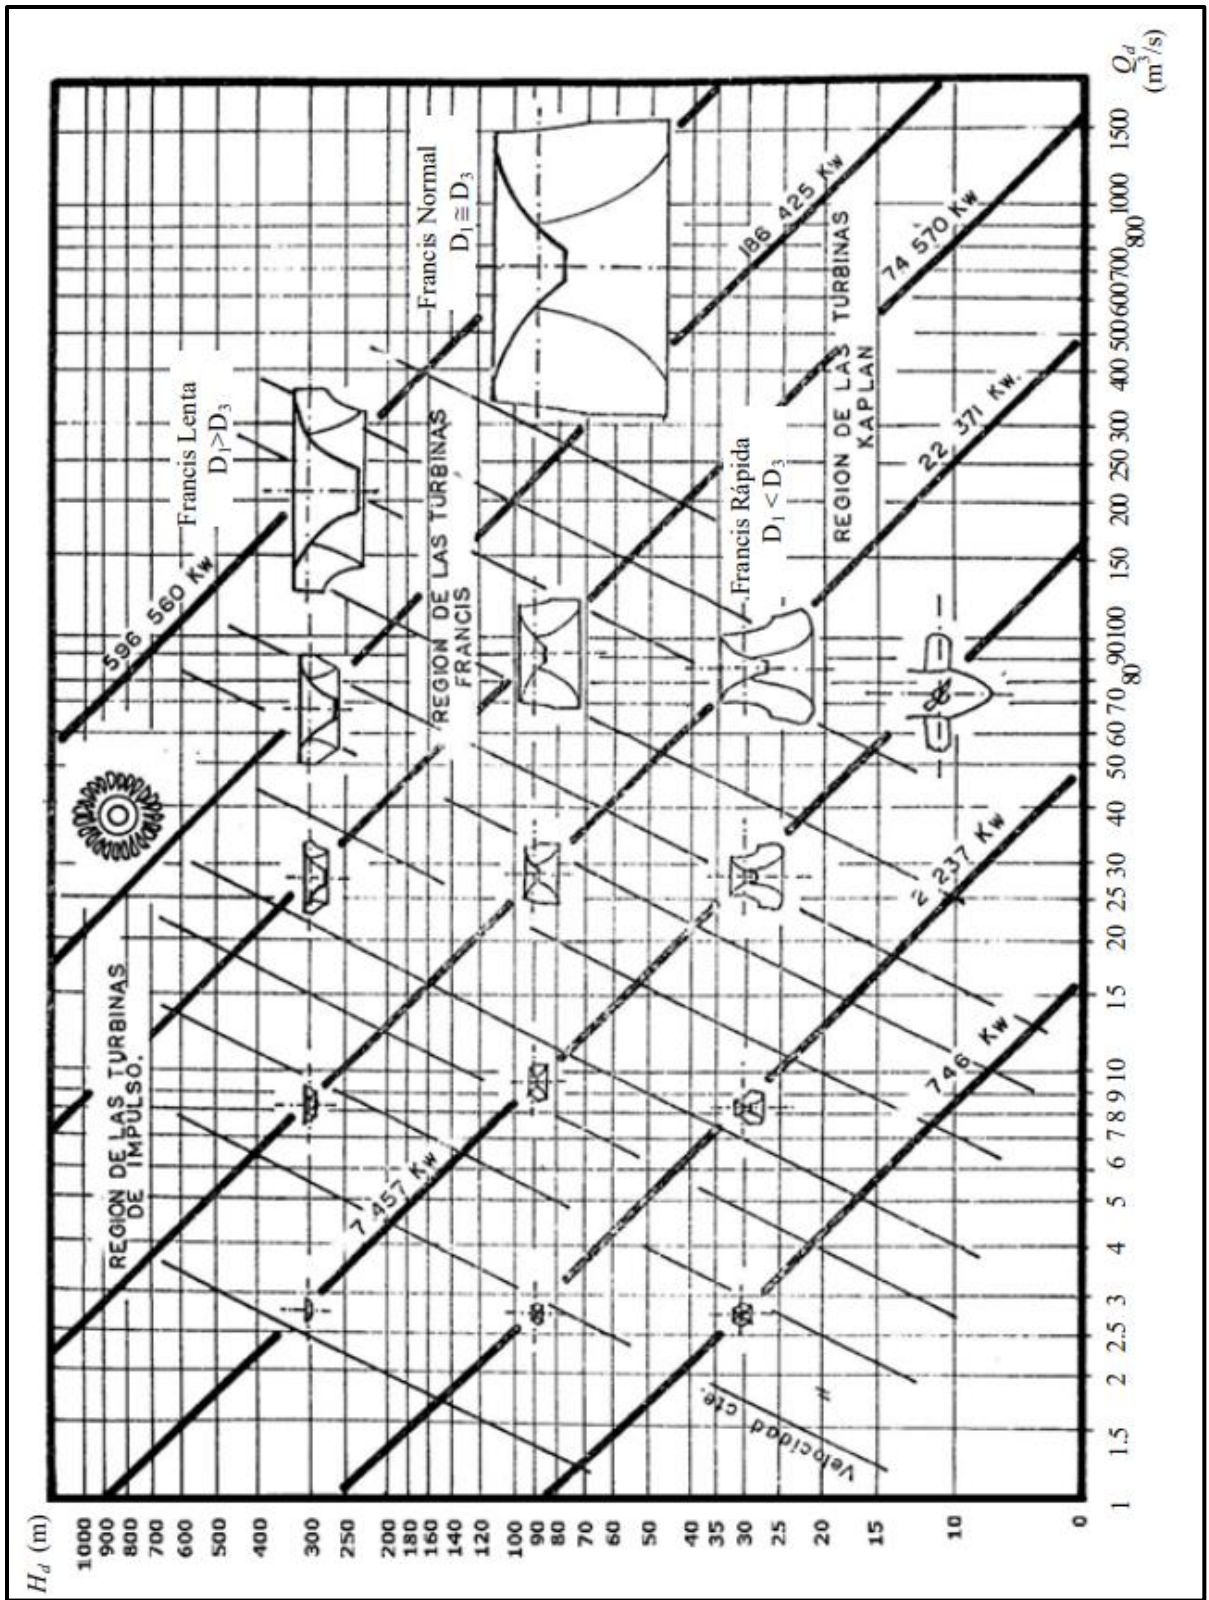 H_d (m)
1000
900
800
700
600
500
400
300
250
200
180
160
140
120
100
90
80
70
60
50
40
35
30
25
20
15
10
0
1
1.5
2
2.5
3
4
5
6
7
8
9
10
15
20
25
30
40
50
60
70
80
90
100
150
200
250
300
400
500
600
700
800
1000
1500
Q_d
(m³/s)
REGION DE LAS TURBINAS
DE IMPULSO.
596 560 Kw
Francis Lenta
D₁>D₃
REGION DE LAS TURBINAS
FRANCIS
Francis Normal
D₁ ≅ D₃
7 457 Kw
Francis Rápida
D₁ < D₃
186 425 Kw
REGION DE LAS TURBINAS
KAPLAN
74 570 Kw
22 371 Kw.
2 237 Kw
746 Kw
Velocidad cte.